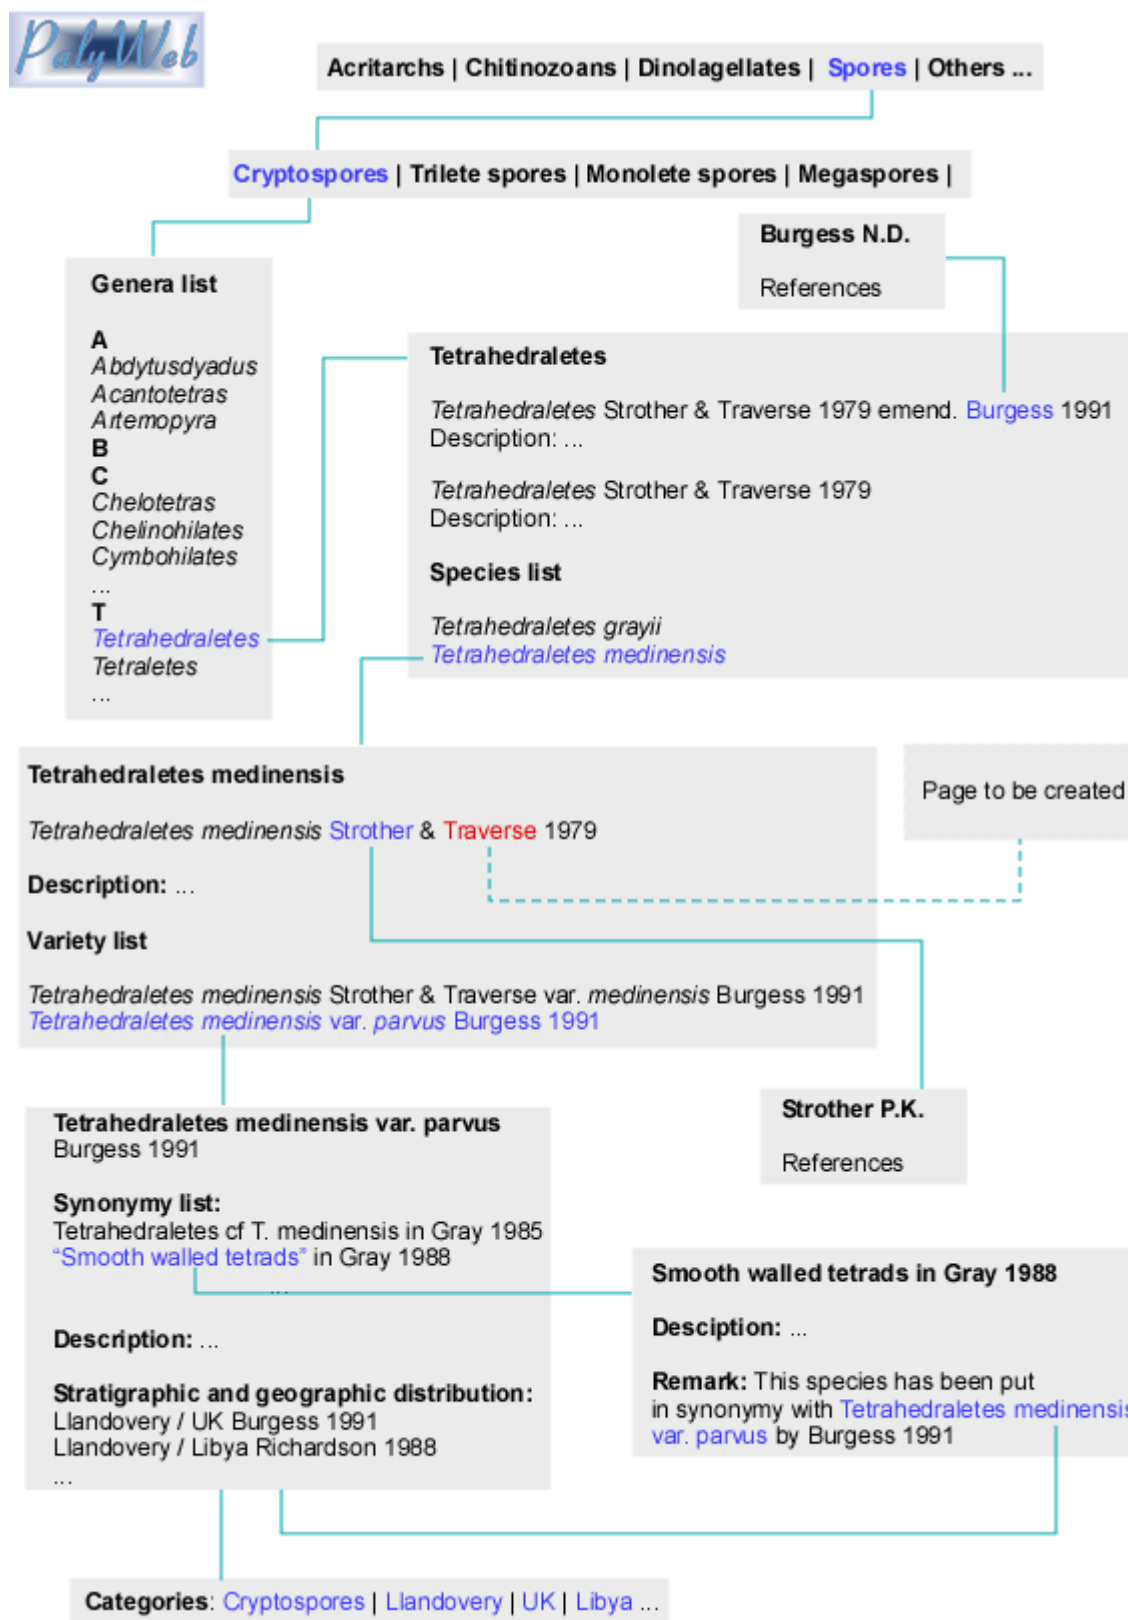 PalyWeb
Acritarchs | Chitinozoans | Dinolagellates | Spores | Others ...
Cryptospores | Trilete spores | Monolete spores | Megaspores |
Burgess N.D.
References
Genera list
A
Abdytusdyadus
Acantotetras
Artemopyra
B
C
Chelotetras
Chelinohilates
Cymbohilates
...
T
Tetrahedraletes
Tetraletes
...
Tetrahedraletes
Tetrahedraletes Strother & Traverse 1979 emend. Burgess 1991
Description: ...
Tetrahedraletes Strother & Traverse 1979
Description: ...
Species list
Tetrahedraletes grayii
Tetrahedraletes medinensis
Tetrahedraletes medinensis
Tetrahedraletes medinensis Strother & Traverse 1979
Description: ...
Variety list
Tetrahedraletes medinensis Strother & Traverse var. medinensis Burgess 1991
Tetrahedraletes medinensis var. parvus Burgess 1991
Page to be created
Tetrahedraletes medinensis var. parvus
Burgess 1991
Synonymy list:
Tetrahedraletes cf T. medinensis in Gray 1985
“Smooth walled tetrads” in Gray 1988
...
Description: ...
Stratigraphic and geographic distribution:
Llandovery / UK Burgess 1991
Llandovery / Libya Richardson 1988
...
Strother P.K.
References
Smooth walled tetrads in Gray 1988
Desciption: ...
Remark: This species has been put
in synonymy with Tetrahedraletes medinensis
var. parvus by Burgess 1991
Categories: Cryptospores | Llandovery | UK | Libya ...